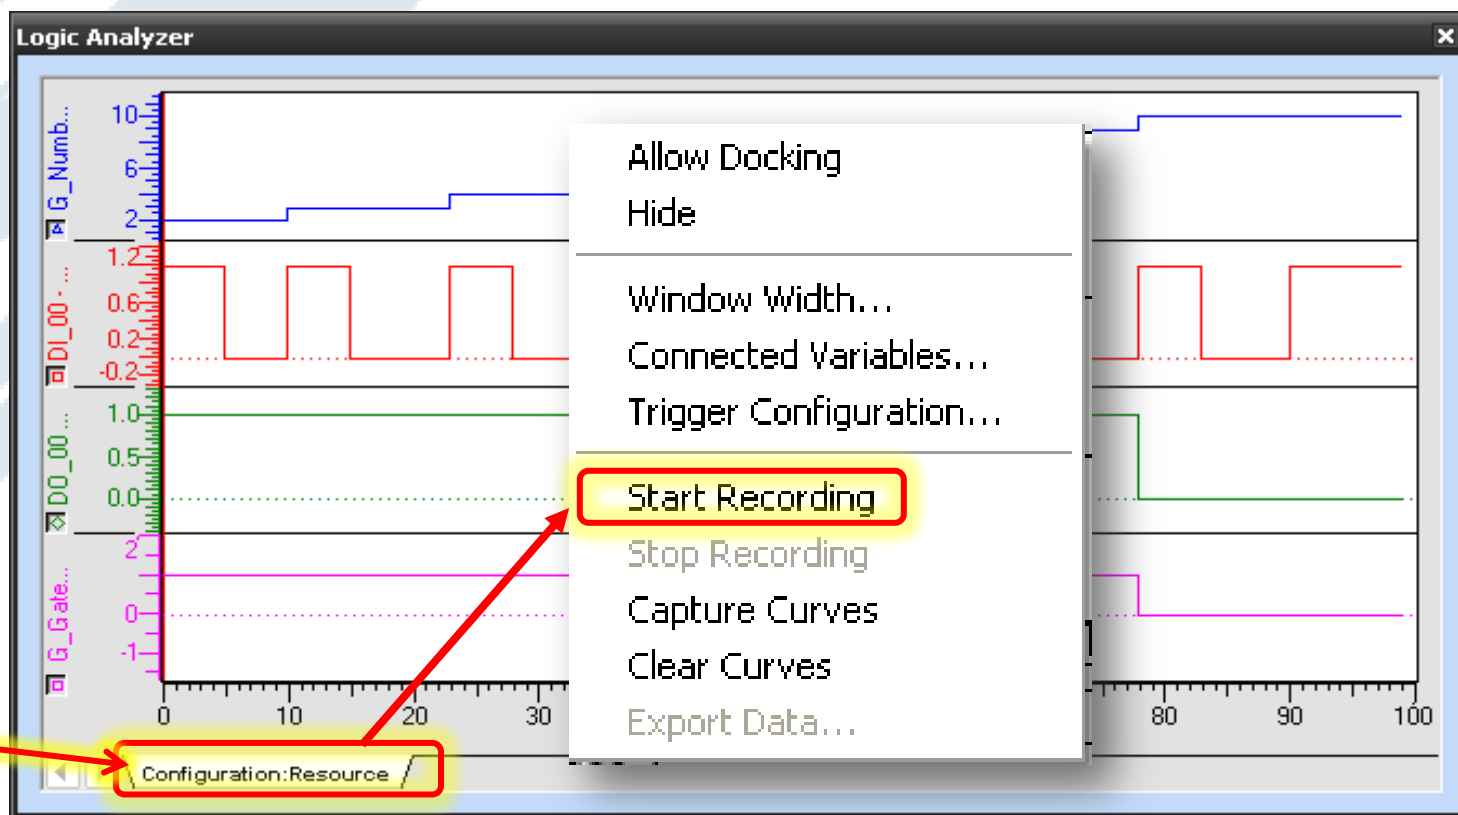 Logic Analyzer
G_Numb...
10
6
2
DI_00 - ...
1.2
0.6
0.2
-0.2
DO_00 ...
1.0
0.5
0.0
G_Gate...
2
0
-1
0 10 20 30 80 90 100
Configuration:Resource
Allow Docking
Hide
Window Width...
Connected Variables...
Trigger Configuration...
Start Recording
Stop Recording
Capture Curves
Clear Curves
Export Data...